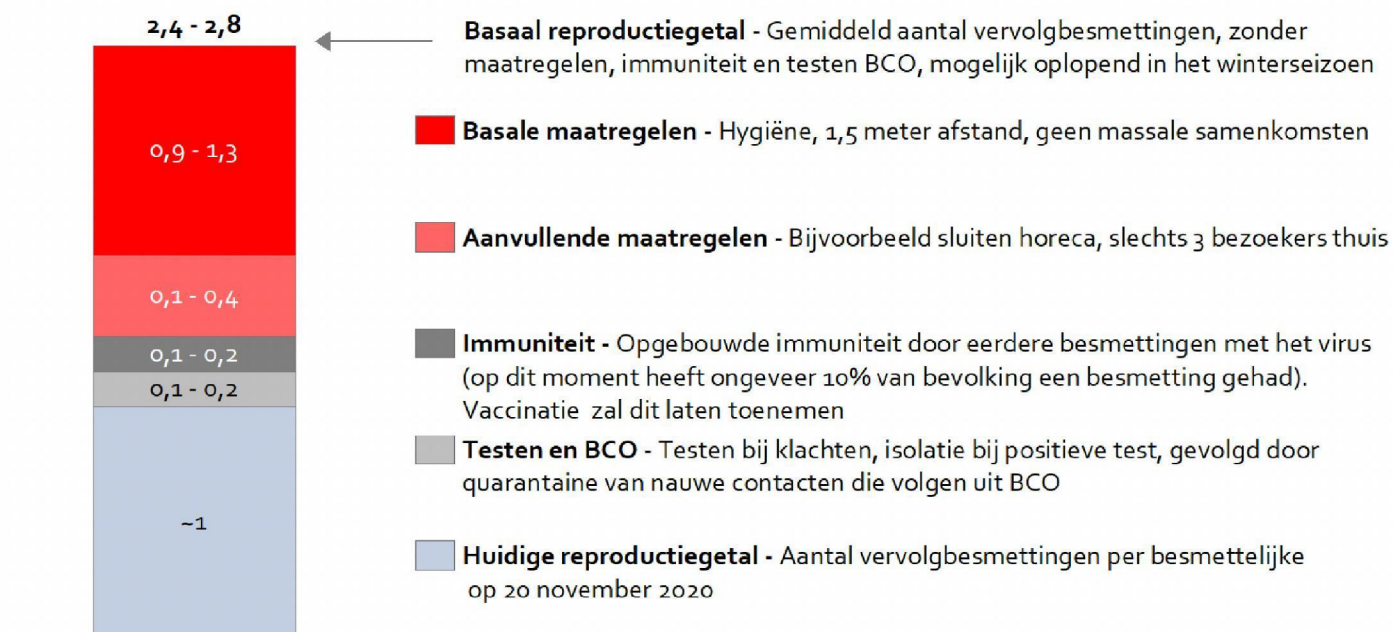 2,4 - 2,8
Basaal reproductiegetal - Gemiddeld aantal vervolgbesmettingen, zonder
maatregelen, immuniteit en testen BCO, mogelijk oplopend in het winterseizoen
0,9 - 1,3
Basale maatregelen - Hygiëne, 1,5 meter afstand, geen massale samenkomsten
0,1 - 0,4
Aanvullende maatregelen - Bijvoorbeeld sluiten horeca, slechts 3 bezoekers thuis
0,1 - 0,2
Immuniteit - Opgebouwde immuniteit door eerdere besmettingen met het virus
(op dit moment heeft ongeveer 10% van bevolking een besmetting gehad).
Vaccinatie zal dit laten toenemen
0,1 - 0,2
Testen en BCO - Testen bij klachten, isolatie bij positieve test, gevolgd door
quarantaine van nauwe contacten die volgen uit BCO
~1
Huidige reproductiegetal - Aantal vervolgbesmettingen per besmettelijke
op 20 november 2020